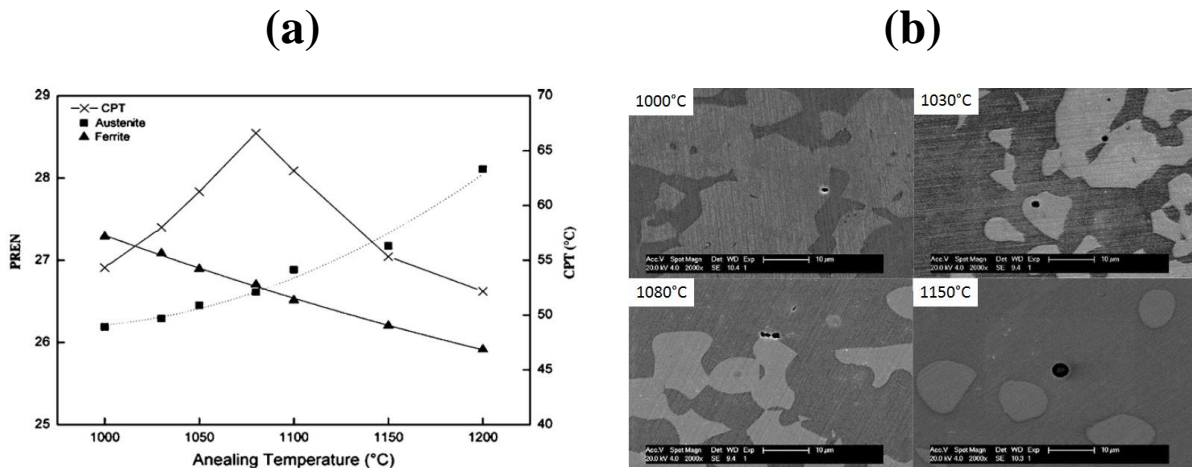 (a)
(b)
29
28
27
26
25
PREN
CPT
Austenite
Ferrite
70
65
60
55
50
45
40
CPT (°C)
1000 1050 1100 1150 1200
Anealing Temperature (°C)
1000°C
Acc.V Spot Magn Det WD Exp
20.0 kV 4.0 2000x SE 10.4 1
10 μm
1030°C
Acc.V Spot Magn Det WD Exp
20.0 kV 4.0 2000x SE 9.4 1
10 μm
1080°C
Acc.V Spot Magn Det WD Exp
20.0 kV 4.0 2000x SE 9.4 1
10 μm
1150°C
Acc.V Spot Magn Det WD Exp
20.0 kV 4.0 2000x SE 10.3 1
10 μm